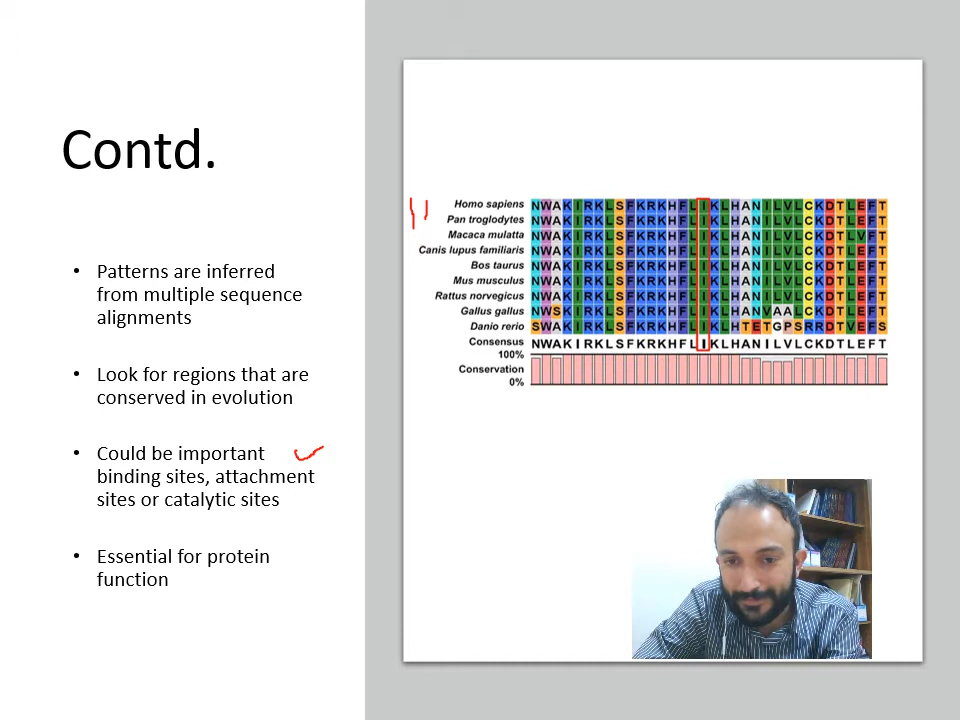 Contd.
• Patterns are inferred
from multiple sequence
alignments
• Look for regions that are
conserved in evolution
• Could be important
binding sites, attachment
sites or catalytic sites
• Essential for protein
function
Homo sapiens NWAKIRKLSFKRKHFLIKLHANILVLCKDTLEFT
Pan troglodytes NWAKIRKLSFKRKHFLIKLHANILVLCKDTLEFT
Macaca mulatta NWAKIRKLSFKRKHFLIKLHANILVLCKDTLVFT
Canis lupus familiaris NWAKIRKLSFKRKHFLIKLHANILVLCKDTLEFT
Bos taurus NWAKIRKLSFKRKHFLIKLHANILVLCKDTLEFT
Mus musculus NWAKIRKLSFKRKHFLIKLHANILVLCKDTLEFT
Rattus norvegicus NWAKIRKLSFKRKHFLIKLHANILVLCKDTLEFT
Gallus gallus NWSKIRKLSFKRKHFLIKLHANVAALCKDTLEFT
Danio rerio SWAKIRKLSFKRKHFLIKLHTETGPSRRDTVEFS
Consensus NWAKIRKLSFKRKHFLIKLHANILVLCKDTLEFT
100%
Conservation
0%